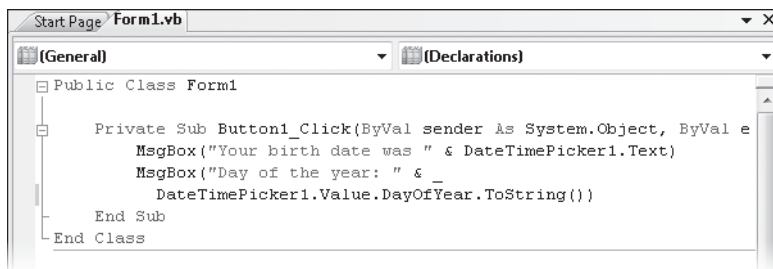 Start Page Form1.vb
(General) (Declarations)
Public Class Form1
Private Sub Button1_Click(ByVal sender As System.Object, ByVal e
MsgBox("Your birth date was " & DateTimePicker1.Text)
MsgBox("Day of the year: " & _
DateTimePicker1.Value.DayOfYear.ToString())
End Sub
End Class